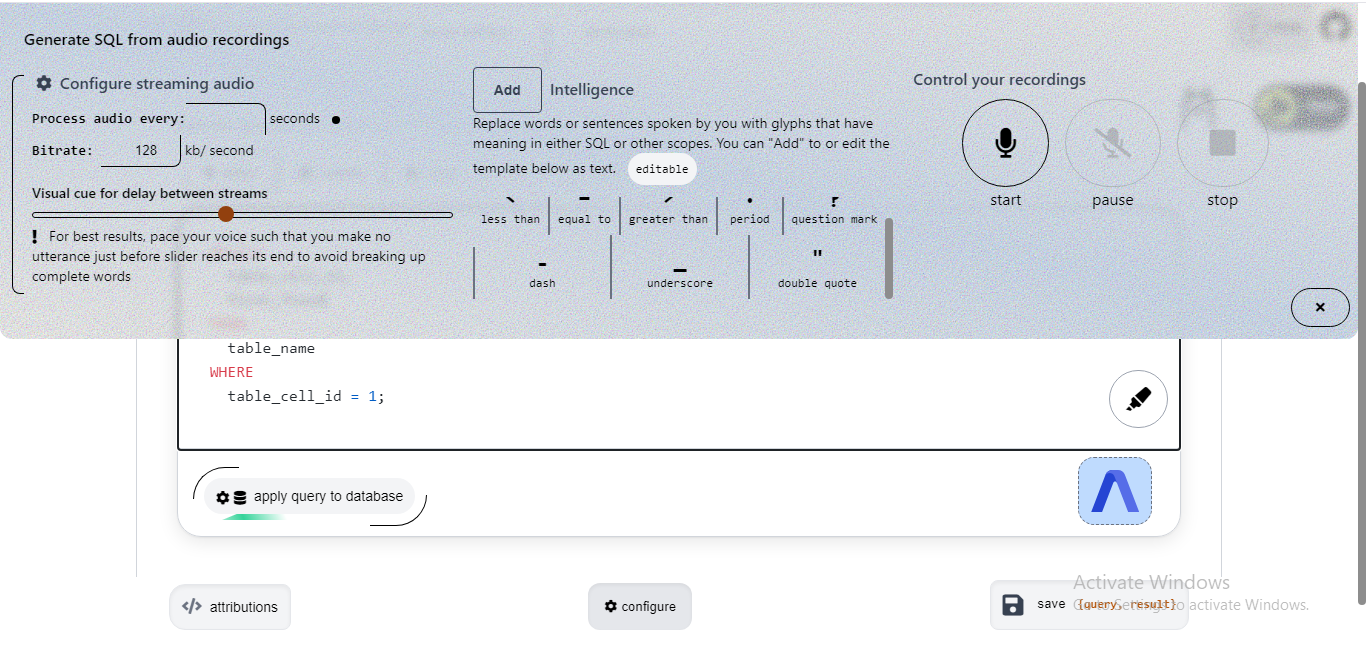 Generate SQL from audio recordings
Configure streaming audio
Process audio every: seconds
Bitrate: 128 kb/ second
Visual cue for delay between streams
! For best results, pace your voice such that you make no
utterance just before slider reaches its end to avoid breaking up
complete words
Add Intelligence
Replace words or sentences spoken by you with glyphs that have
meaning in either SQL or other scopes. You can "Add" to or edit the
template below as text. editable
less than equal to greater than period question mark
- _ "
dash underscore double quote
Control your recordings
start pause stop
×
table_name
WHERE
table_cell_id = 1;
apply query to database
</> attributions
configure
save {query, result}
Activate Windows
Go to Settings to activate Windows.